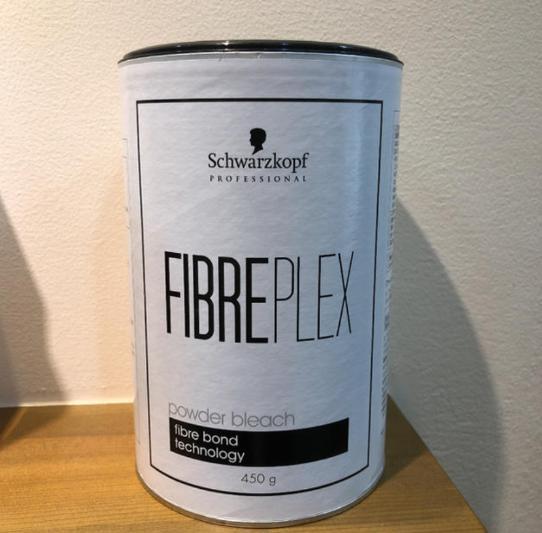 Schwarzkopf
PROFESSIONAL
FIBREPLEX
powder bleach
fibre bond
technology
450 g